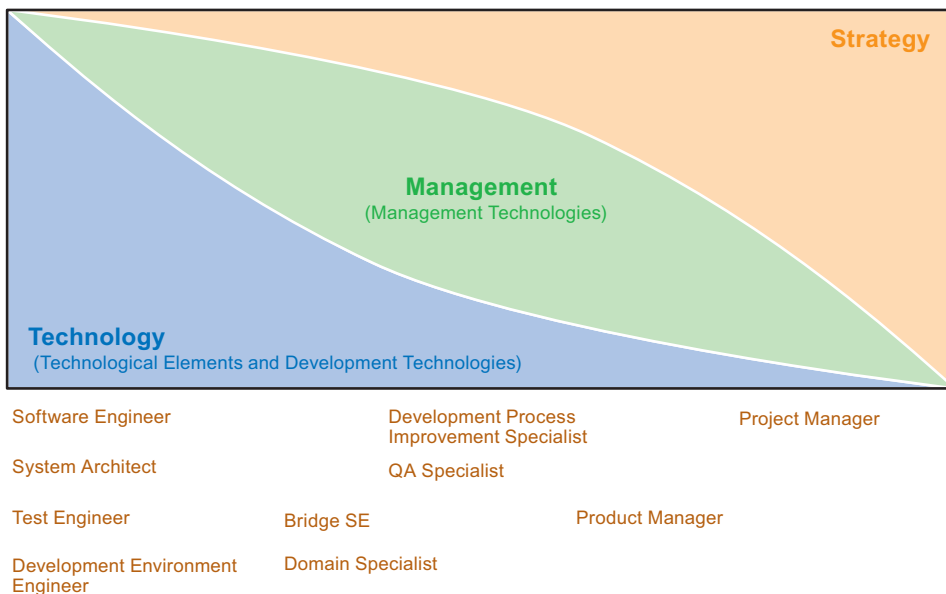 Strategy
Management
(Management Technologies)
Technology
(Technological Elements and Development Technologies)
Software Engineer
Development Process
Improvement Specialist
Project Manager
System Architect
QA Specialist
Test Engineer
Bridge SE
Product Manager
Development Environment
Engineer
Domain Specialist